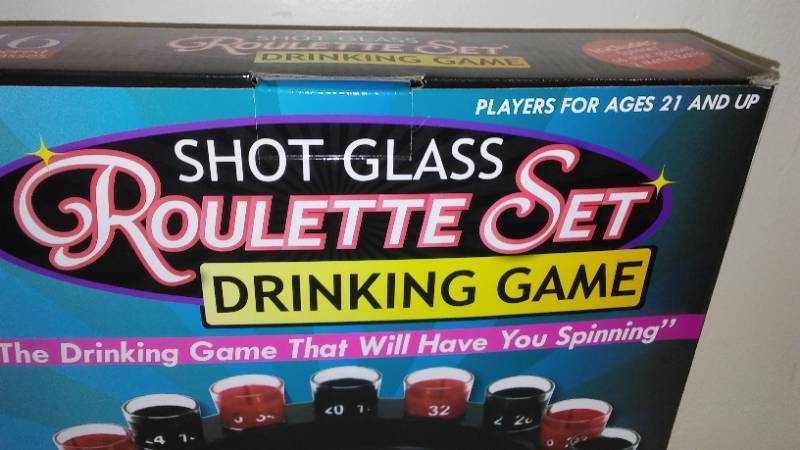 SHOT GLASS
ROULETTE SET
DRINKING GAME
PLAYERS FOR AGES 21 AND UP
SHOT GLASS
ROULETTE SET
DRINKING GAME
The Drinking Game That Will Have You Spinning"
20
32